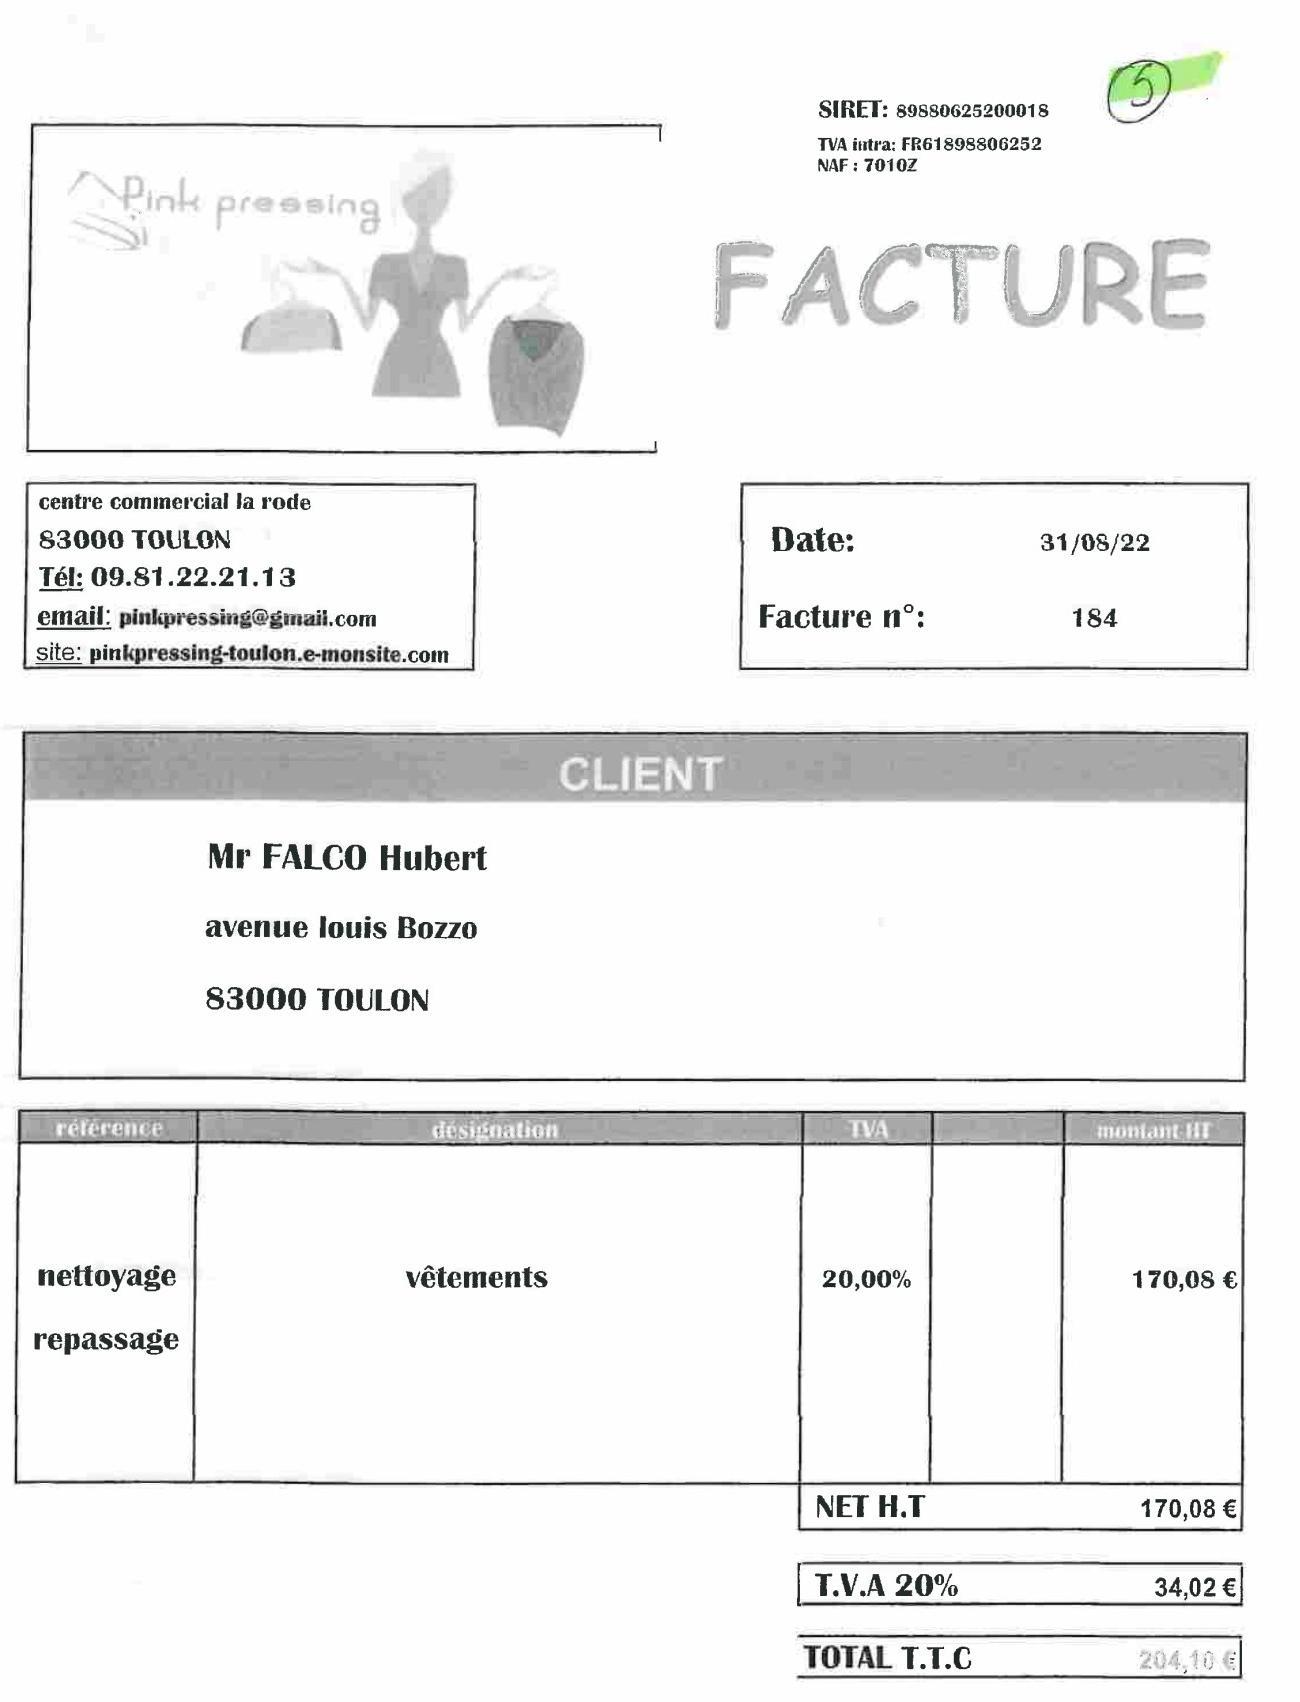 5
SIRET: 89880625200018
TVA intra: FR61898806252
NAF : 7010Z
Pink pressing
FACTURE
centre commercial la rode
83000 TOULON
Tél: 09.81.22.21.13
email: pinkpressing@gmail.com
site: pinkpressing-toulon.e-monsite.com
Date: 31/08/22
Facture n°: 184
CLIENT
Mr FALCO Hubert
avenue louis Bozzo
83000 TOULON
référence désignation TVA montant HT
nettoyage vêtements 20,00% 170,08 €
repassage
NET H.T 170,08 €
T.V.A 20% 34,02 €
TOTAL T.T.C 204,10 €